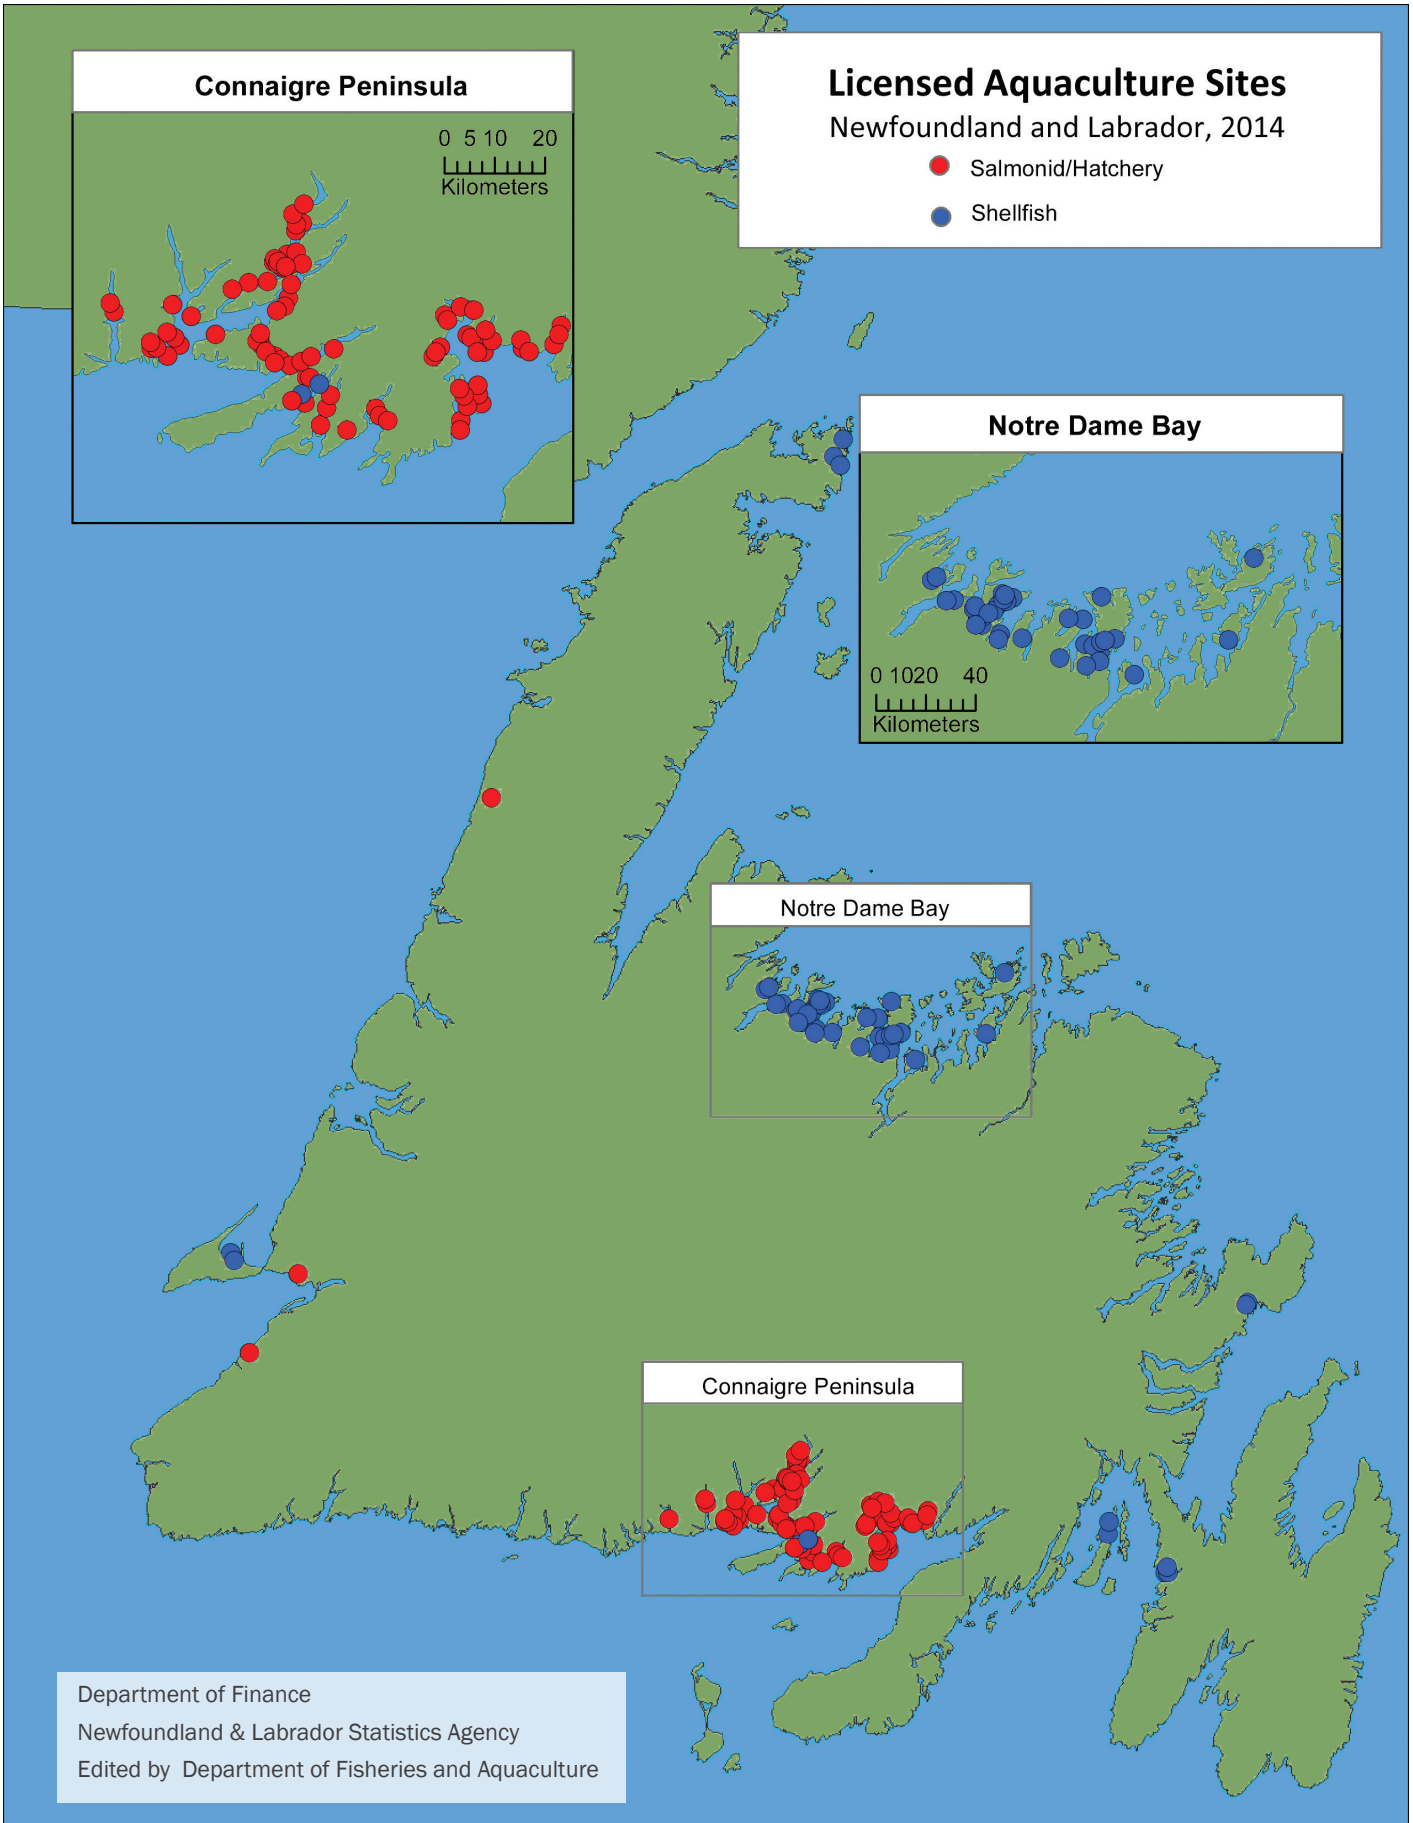 Connaigre Peninsula
0 5 10 20
Kilometers
Licensed Aquaculture Sites
Newfoundland and Labrador, 2014
Salmonid/Hatchery
Shellfish
Notre Dame Bay
0 10 20 40
Kilometers
Notre Dame Bay
Connaigre Peninsula
Department of Finance
Newfoundland & Labrador Statistics Agency
Edited by Department of Fisheries and Aquaculture